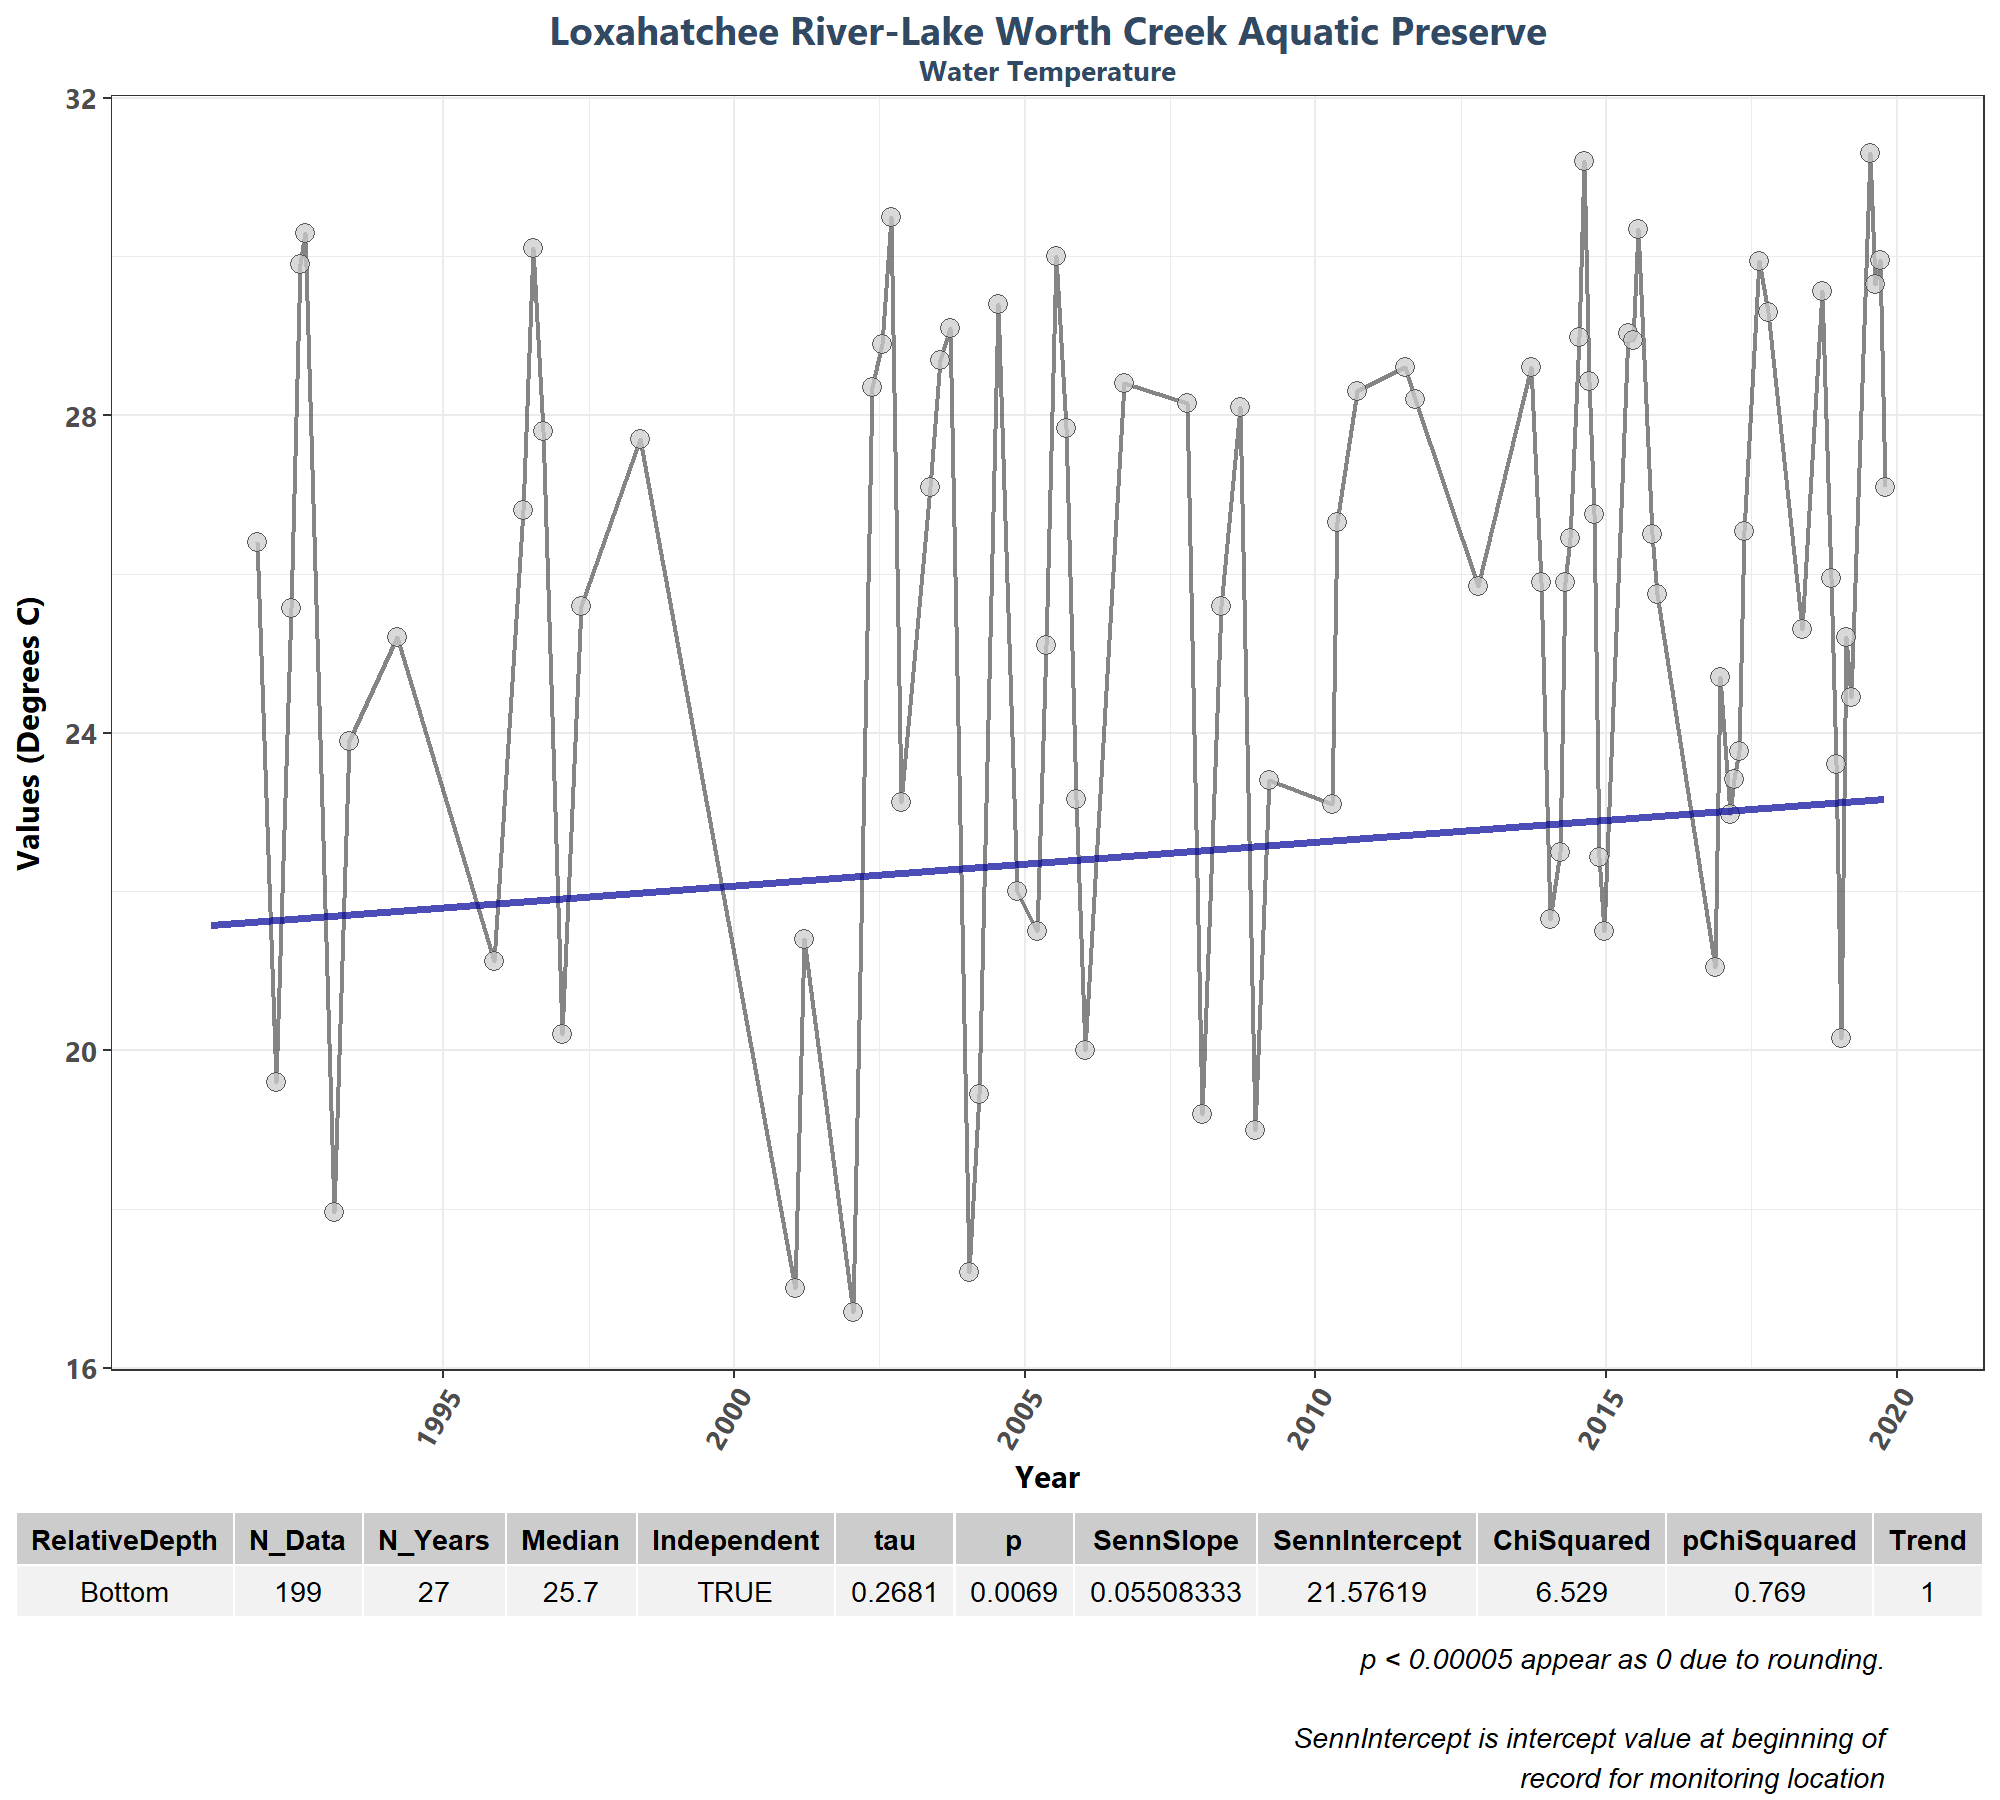 Loxahatchee River-Lake Worth Creek Aquatic Preserve
Water Temperature
32
28
24
20
16
Values (Degrees C)
1995
2000
2005
2010
2015
2020
Year
RelativeDepth N_Data N_Years Median Independent tau p SennSlope SennIntercept ChiSquared pChiSquared Trend
Bottom 199 27 25.7 TRUE 0.2681 0.0069 0.05508333 21.57619 6.529 0.769 1
p < 0.00005 appear as 0 due to rounding.
SennIntercept is intercept value at beginning of
record for monitoring location